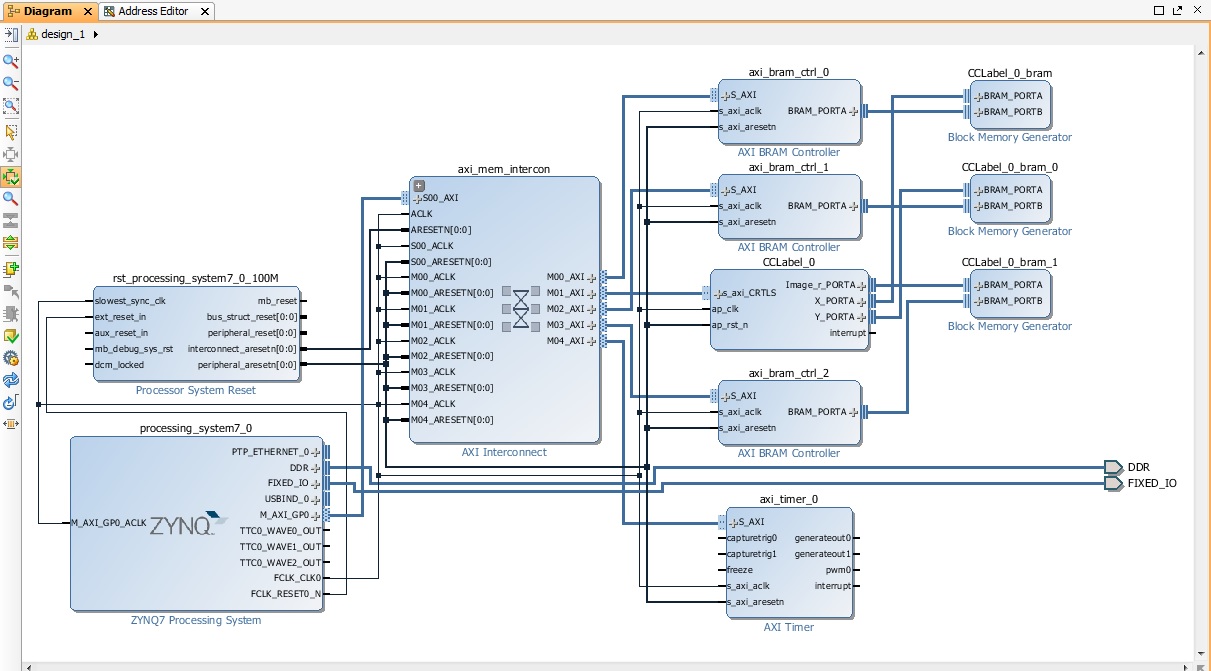 Diagram
Address Editor
design_1
rst_processing_system7_0_100M
slowest_sync_clk
ext_reset_in
aux_reset_in
mb_debug_sys_rst
dcm_locked
mb_reset
bus_struct_reset[0:0]
peripheral_reset[0:0]
interconnect_aresetn[0:0]
peripheral_aresetn[0:0]
Processor System Reset
processing_system7_0
M_AXI_GP0_ACLK
ZYNQ
PTP_ETHERNET_0
DDR
FIXED_IO
USBIND_0
M_AXI_GP0
TTC0_WAVE0_OUT
TTC0_WAVE1_OUT
TTC0_WAVE2_OUT
FCLK_CLK0
FCLK_RESET0_N
ZYNQ7 Processing System
axi_mem_intercon
S00_AXI
ACLK
ARESETN[0:0]
S00_ACLK
S00_ARESETN[0:0]
M00_ACLK
M00_ARESETN[0:0]
M01_ACLK
M01_ARESETN[0:0]
M02_ACLK
M02_ARESETN[0:0]
M03_ACLK
M03_ARESETN[0:0]
M04_ACLK
M04_ARESETN[0:0]
M00_AXI
M01_AXI
M02_AXI
M03_AXI
M04_AXI
AXI Interconnect
axi_bram_ctrl_0
S_AXI
s_axi_aclk
s_axi_aresetn
BRAM_PORTA
AXI BRAM Controller
axi_bram_ctrl_1
S_AXI
s_axi_aclk
s_axi_aresetn
BRAM_PORTA
AXI BRAM Controller
CCLabel_0
s_axi_CRTLS
ap_clk
ap_rst_n
Image_r_PORTA
X_PORTA
Y_PORTA
interrupt
axi_bram_ctrl_2
S_AXI
s_axi_aclk
s_axi_aresetn
BRAM_PORTA
AXI BRAM Controller
axi_timer_0
S_AXI
capturetrig0
capturetrig1
freeze
s_axi_aclk
s_axi_aresetn
generateout0
generateout1
pwm0
interrupt
AXI Timer
CCLabel_0_bram
BRAM_PORTA
BRAM_PORTB
Block Memory Generator
CCLabel_0_bram_0
BRAM_PORTA
BRAM_PORTB
Block Memory Generator
CCLabel_0_bram_1
BRAM_PORTA
BRAM_PORTB
Block Memory Generator
DDR
FIXED_IO